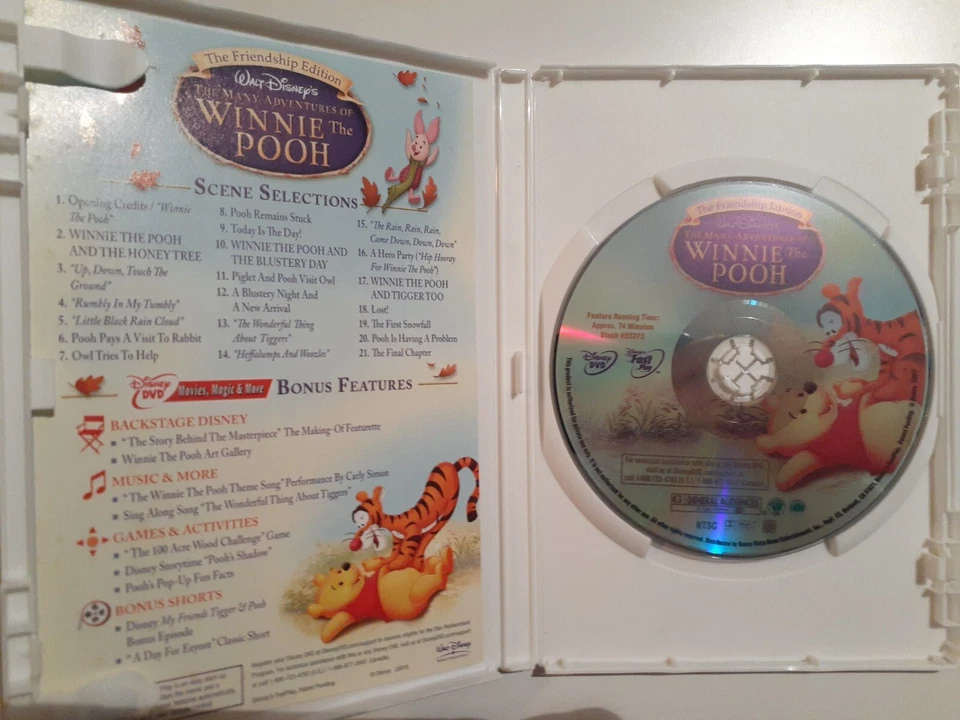 The Friendship Edition
WALT DISNEY'S
THE MANY ADVENTURES OF
WINNIE The
POOH
SCENE SELECTIONS
1. Opening Credits / "Winnie
The Pooh"
2. WINNIE THE POOH
AND THE HONEY TREE
3. "Up, Down, Touch The
Ground"
4. "Rumbly In My Tumbly"
5. "Little Black Rain Cloud"
6. Pooh Pays A Visit To Rabbit
7. Owl Tries To Help
8. Pooh Remains Stuck
9. Today Is The Day!
10. WINNIE THE POOH AND
THE BLUSTERY DAY
11. Piglet And Pooh Visit Owl
12. A Blustery Night And
A New Arrival
13. "The Wonderful Thing
About Tiggers"
14. "Heffalumps And Woozles"
15. "The Rain, Rain, Rain,
Came Down, Down, Down"
16. A Hero Party ("Hip Hooray
For Winnie The Pooh")
17. WINNIE THE POOH
AND TIGGER TOO
18. Lost!
19. The First Snowfall
20. Pooh Is Having A Problem
21. The Final Chapter
Disney
DVD
Movies, Magic & More
BONUS FEATURES
BACKSTAGE DISNEY
"The Story Behind The Masterpiece" The Making-Of Featurette
Winnie The Pooh Art Gallery
MUSIC & MORE
"The Winnie The Pooh Theme Song" Performance By Carly Simon
Sing Along Song "The Wonderful Thing About Tiggers"
GAMES & ACTIVITIES
"The 100 Acre Wood Challenge" Game
Disney Storytime "Pooh's Shadow"
Pooh's Pop-Up Fun Facts
BONUS SHORTS
Disney My Friends Tigger & Pooh
Bonus Episode
"A Day For Eeyore" Classic Short
Disney's FastPlay, Patent Pending.
© Disney
WALT DISNEY
The Friendship Edition
WALT DISNEY'S
THE MANY ADVENTURES OF
WINNIE The
POOH
Feature Running Time:
Approx. 74 Minutes
Disney
DVD
Disney's
Fast
Play
G GENERAL AUDIENCES
NTSC